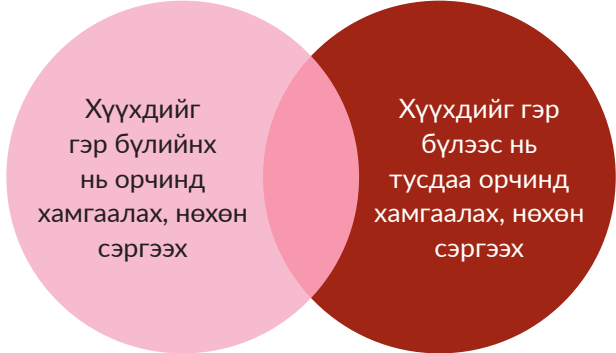 Хүүхдийг
гэр бүлийнх
нь орчинд
хамгаалах, нөхөн
сэргээх
Хүүхдийг гэр
бүлээс нь
тусдаа орчинд
хамгаалах, нөхөн
сэргээх